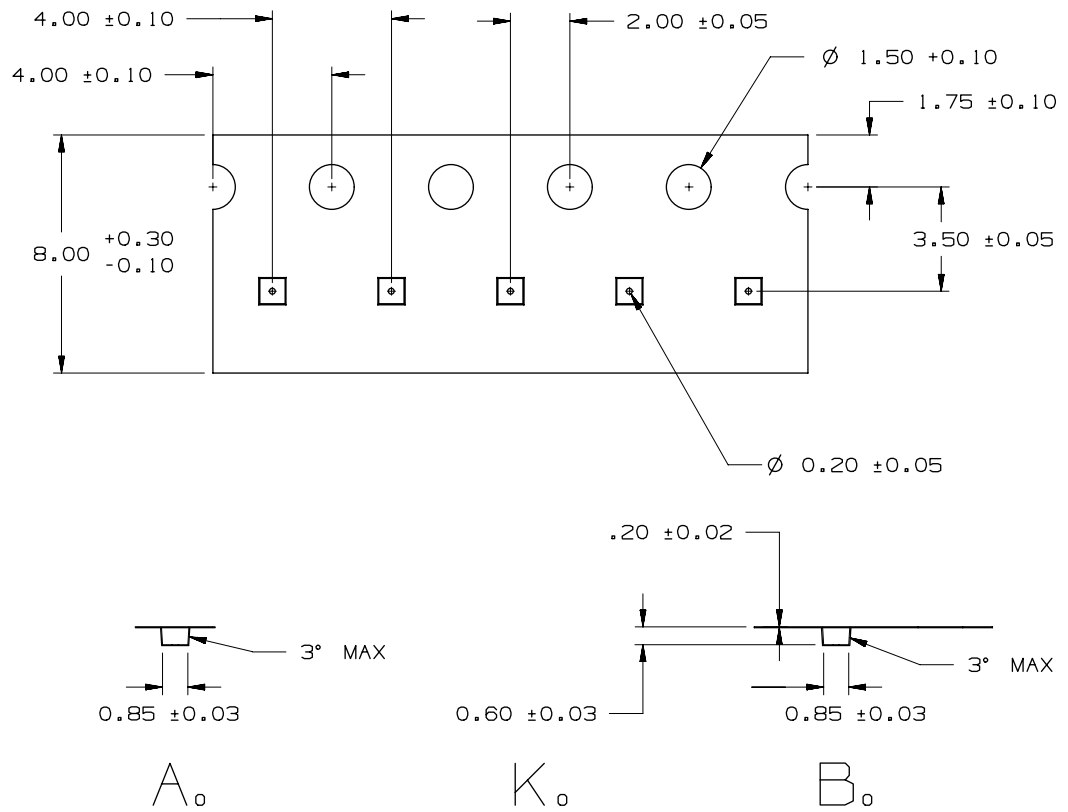 4.00 ±0.10
2.00 ±0.05
Ø 1.50 +0.10
4.00 ±0.10
1.75 ±0.10
8.00 +0.30
-0.10
3.50 ±0.05
Ø 0.20 ±0.05
.20 ±0.02
3° MAX
3° MAX
0.85 ±0.03
0.60 ±0.03
0.85 ±0.03
A₀
K₀
B₀